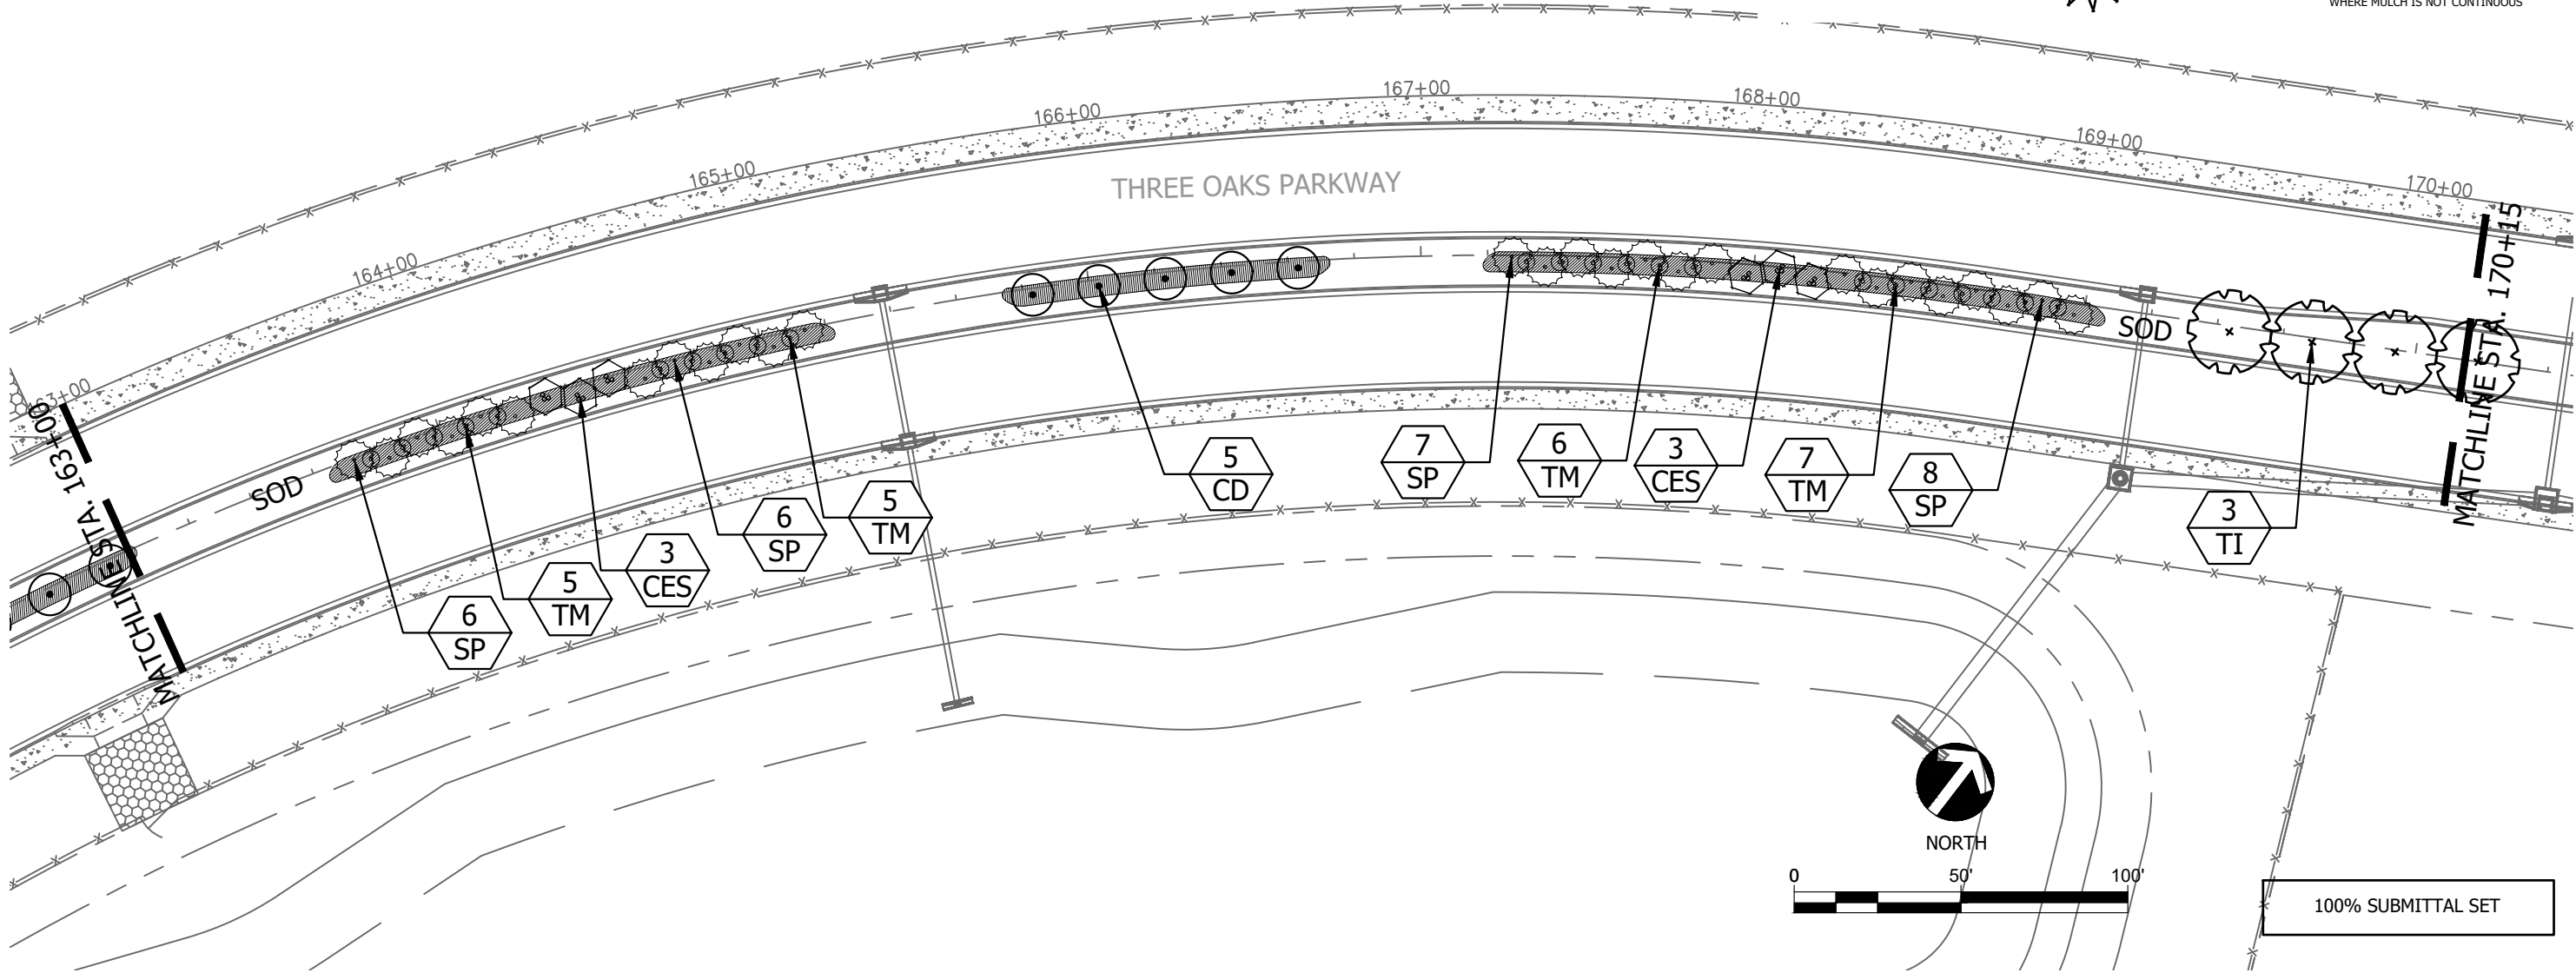 WHERE MULCH IS NOT CONTINUOUS
163+00
164+00
165+00
166+00
167+00
168+00
169+00
170+00
THREE OAKS PARKWAY
MATCHLINE STA. 163+00
MATCHLINE STA. 170+15
SOD
SOD
6
SP
5
TM
3
CES
6
SP
5
TM
5
CD
7
SP
6
TM
3
CES
7
TM
8
SP
3
TI
NORTH
0 50' 100'
100% SUBMITTAL SET